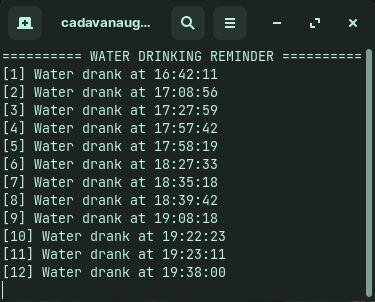 cadavanaug...
========== WATER DRINKING REMINDER ==========
[1] Water drank at 16:42:11
[2] Water drank at 17:08:56
[3] Water drank at 17:27:59
[4] Water drank at 17:57:42
[5] Water drank at 17:58:19
[6] Water drank at 18:27:33
[7] Water drank at 18:35:18
[8] Water drank at 18:39:42
[9] Water drank at 19:08:18
[10] Water drank at 19:22:23
[11] Water drank at 19:23:11
[12] Water drank at 19:38:00